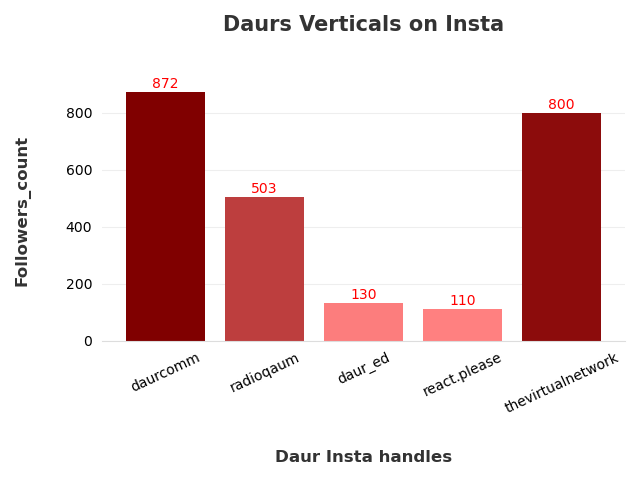 Daurs Verticals on Insta
Followers_count
800
600
400
200
0
872
503
130
110
800
daurcomm
radioqaum
daur_ed
react.please
thevirtualnetwork
Daur Insta handles